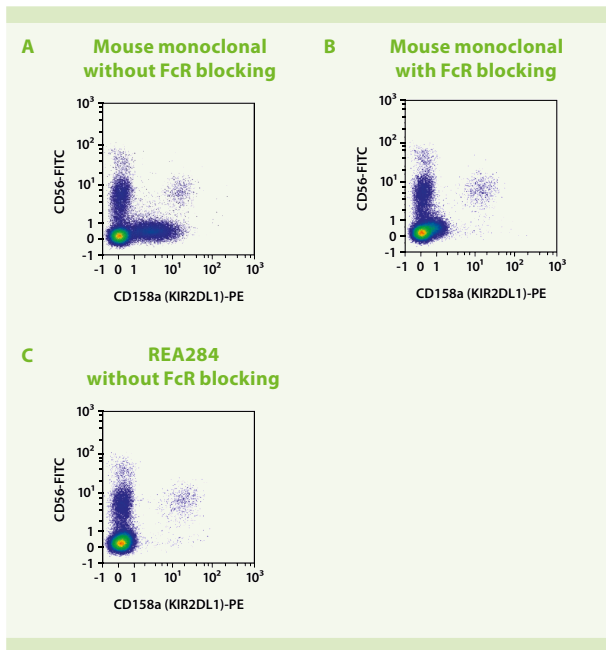 A
Mouse monoclonal
without FcR blocking
10³
10²
10¹
1
0
-1
CD56-FITC
-1 0 1 10¹ 10² 10³
CD158a (KIR2DL1)-PE
B
Mouse monoclonal
with FcR blocking
10³
10²
10¹
1
0
-1
CD56-FITC
-1 0 1 10¹ 10² 10³
CD158a (KIR2DL1)-PE
C
REA284
without FcR blocking
10³
10²
10¹
1
0
-1
CD56-FITC
-1 0 1 10¹ 10² 10³
CD158a (KIR2DL1)-PE